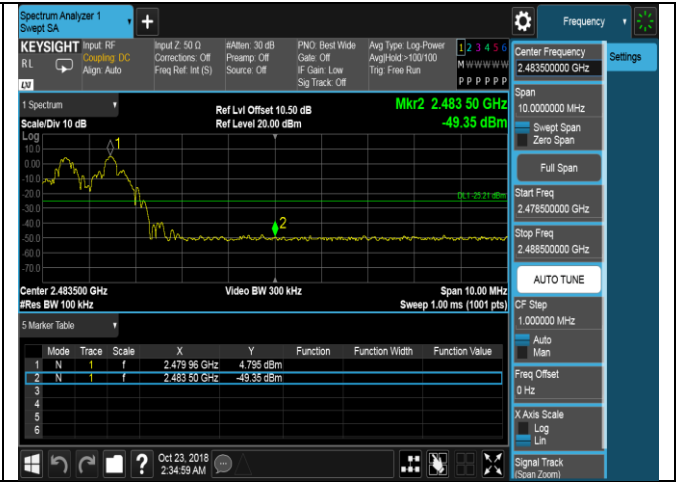 Spectrum Analyzer 1
Swept SA
+
Frequency
KEYSIGHT
RL
LXI
Input: RF
Coupling: DC
Align: Auto
Input Z: 50 Ω
Corrections: Off
Freq Ref: Int (S)
#Atten: 30 dB
Preamp: Off
Source: Off
PNO: Best Wide
Gate: Off
IF Gain: Low
Sig Track: Off
Avg Type: Log-Power
Avg|Hold:>100/100
Trig: Free Run
1 2 3 4 5 6
M W W W W W
P P P P P P
1 Spectrum
Scale/Div 10 dB
Ref Lvl Offset 10.50 dB
Ref Level 20.00 dBm
Mkr2 2.483 50 GHz
-49.35 dBm
Log
10.0
0.00
-10.0
-20.0
-30.0
-40.0
-50.0
-60.0
-70.0
1
2
DL1 -25.21 dBm
Center 2.483500 GHz
#Res BW 100 kHz
Video BW 300 kHz
Span 10.00 MHz
Sweep 1.00 ms (1001 pts)
5 Marker Table
Mode Trace Scale X Y Function Function Width Function Value
1 N 1 f 2.479 96 GHz 4.795 dBm
2 N 1 f 2.483 50 GHz -49.35 dBm
3
4
5
6
?
Oct 23, 2018
2:34:59 AM
Center Frequency
2.483500000 GHz
Settings
Span
10.0000000 MHz
Swept Span
Zero Span
Full Span
Start Freq
2.478500000 GHz
Stop Freq
2.488500000 GHz
AUTO TUNE
CF Step
1.000000 MHz
Auto
Man
Freq Offset
0 Hz
X Axis Scale
Log
Lin
Signal Track
(Span Zoom)